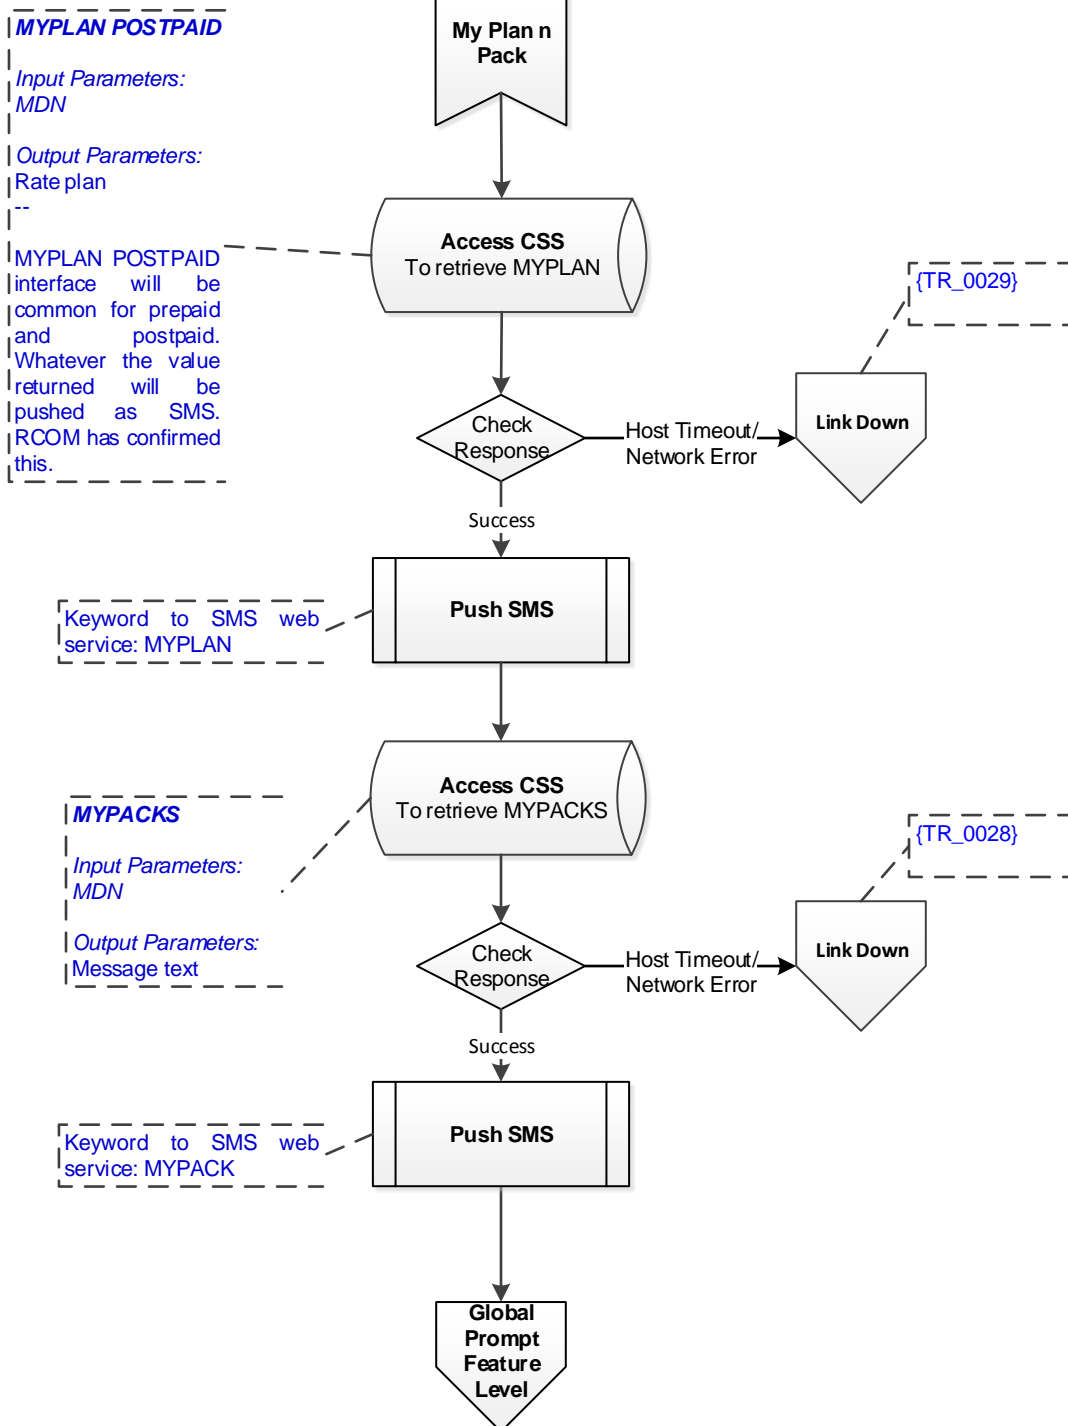 MYPLAN POSTPAID
Input Parameters:
MDN
Output Parameters:
Rate plan
--
MYPLAN POSTPAID
interface will be
common for prepaid
and postpaid.
Whatever the value
returned will be
pushed as SMS.
RCOM has confirmed
this.
My Plan n
Pack
Access CSS
To retrieve MYPLAN
{TR_0029}
Check
Response
Host Timeout/
Network Error
Link Down
Success
Push SMS
Keyword to SMS web
service: MYPLAN
Access CSS
To retrieve MYPACKS
MYPACKS
Input Parameters:
MDN
Output Parameters:
Message text
{TR_0028}
Check
Response
Host Timeout/
Network Error
Link Down
Success
Push SMS
Keyword to SMS web
service: MYPACK
Global
Prompt
Feature
Level